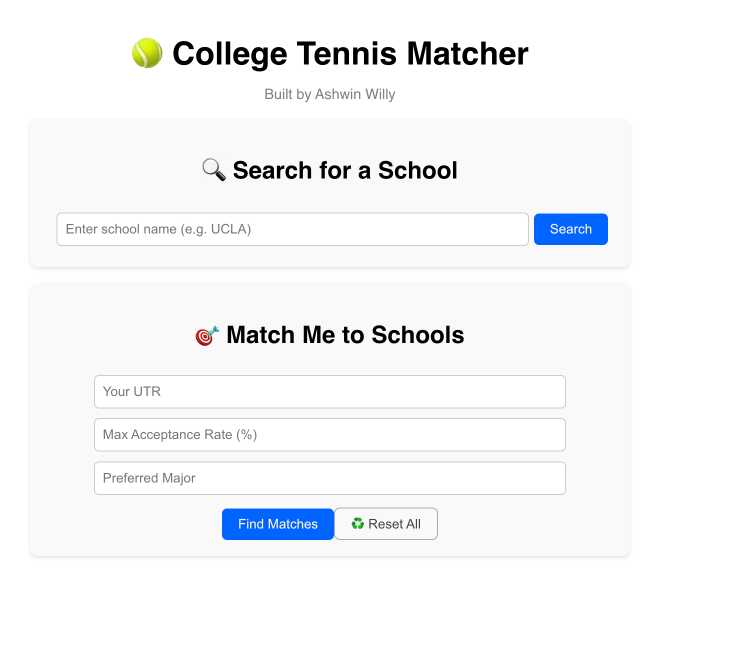 College Tennis Matcher
Built by Ashwin Willy
Search for a School
Enter school name (e.g. UCLA)
Search
Match Me to Schools
Your UTR
Max Acceptance Rate (%)
Preferred Major
Find Matches
Reset All